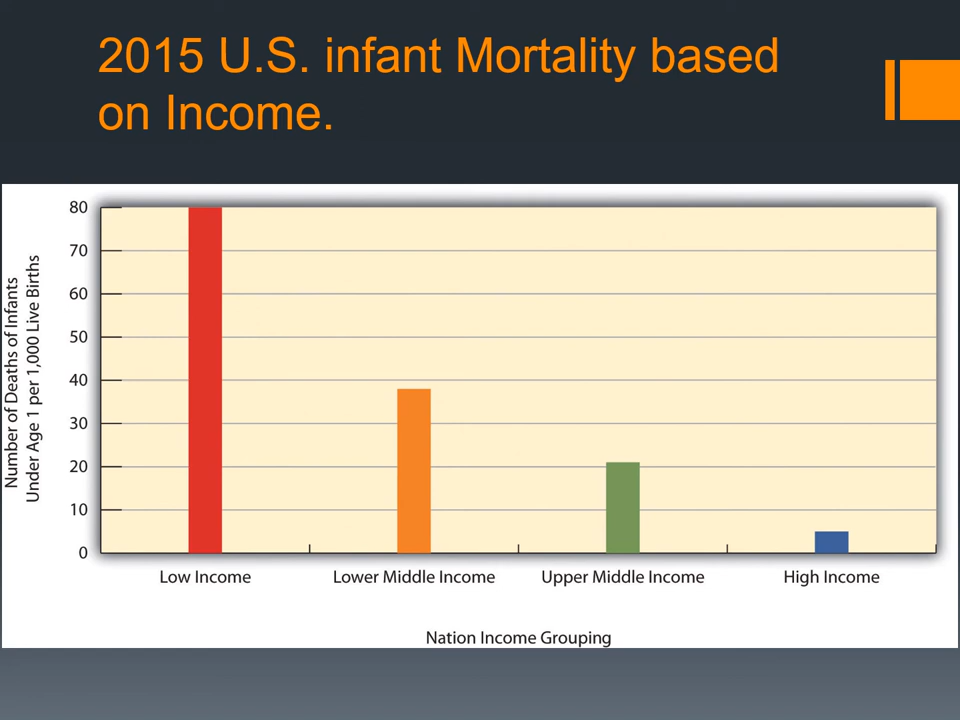 2015 U.S. infant Mortality based
on Income.
Number of Deaths of Infants
Under Age 1 per 1,000 Live Births
80
70
60
50
40
30
20
10
0
Low Income
Lower Middle Income
Upper Middle Income
High Income
Nation Income Grouping